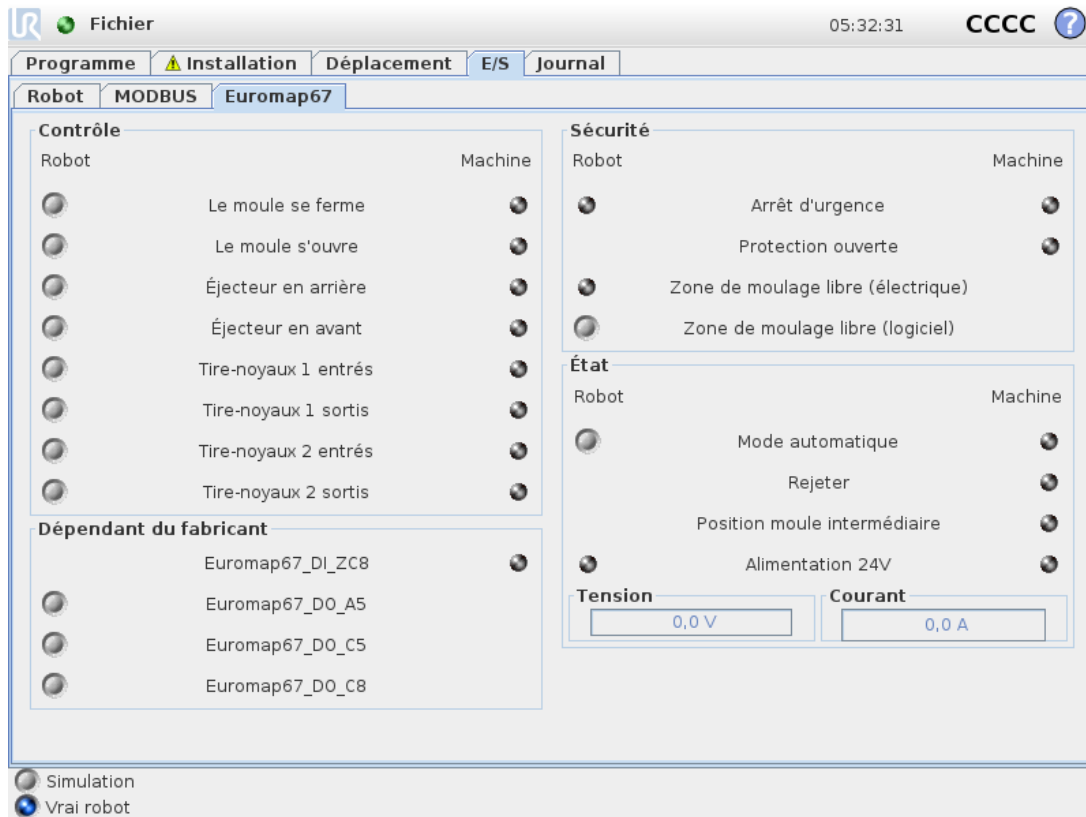 UR Fichier 05:32:31 CCCC ?
Programme Installation Déplacement E/S Journal
Robot MODBUS Euromap67
Contrôle
Robot Machine
Le moule se ferme
Le moule s'ouvre
Éjecteur en arrière
Éjecteur en avant
Tire-noyaux 1 entrés
Tire-noyaux 1 sortis
Tire-noyaux 2 entrés
Tire-noyaux 2 sortis
Dépendant du fabricant
Euromap67_DI_ZC8
Euromap67_DO_A5
Euromap67_DO_C5
Euromap67_DO_C8
Sécurité
Robot Machine
Arrêt d'urgence
Protection ouverte
Zone de moulage libre (électrique)
Zone de moulage libre (logiciel)
État
Robot Machine
Mode automatique
Rejeter
Position moule intermédiaire
Alimentation 24V
Tension Courant
0,0 V 0,0 A
Simulation
Vrai robot